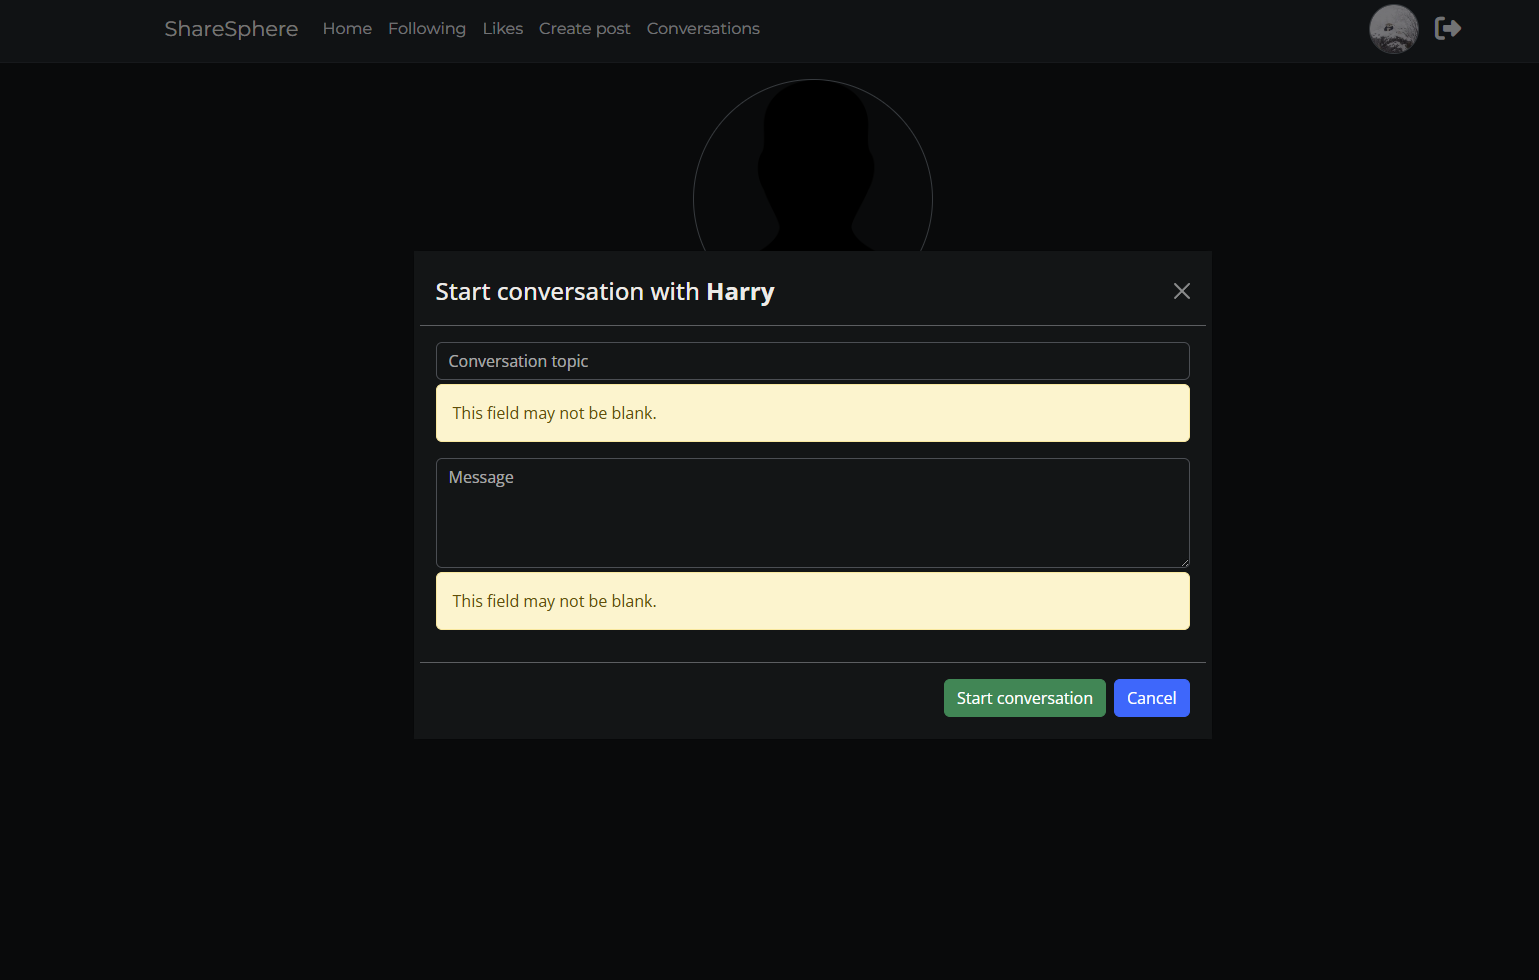 ShareSphere Home Following Likes Create post Conversations
Start conversation with Harry
Conversation topic
This field may not be blank.
Message
This field may not be blank.
Start conversation Cancel